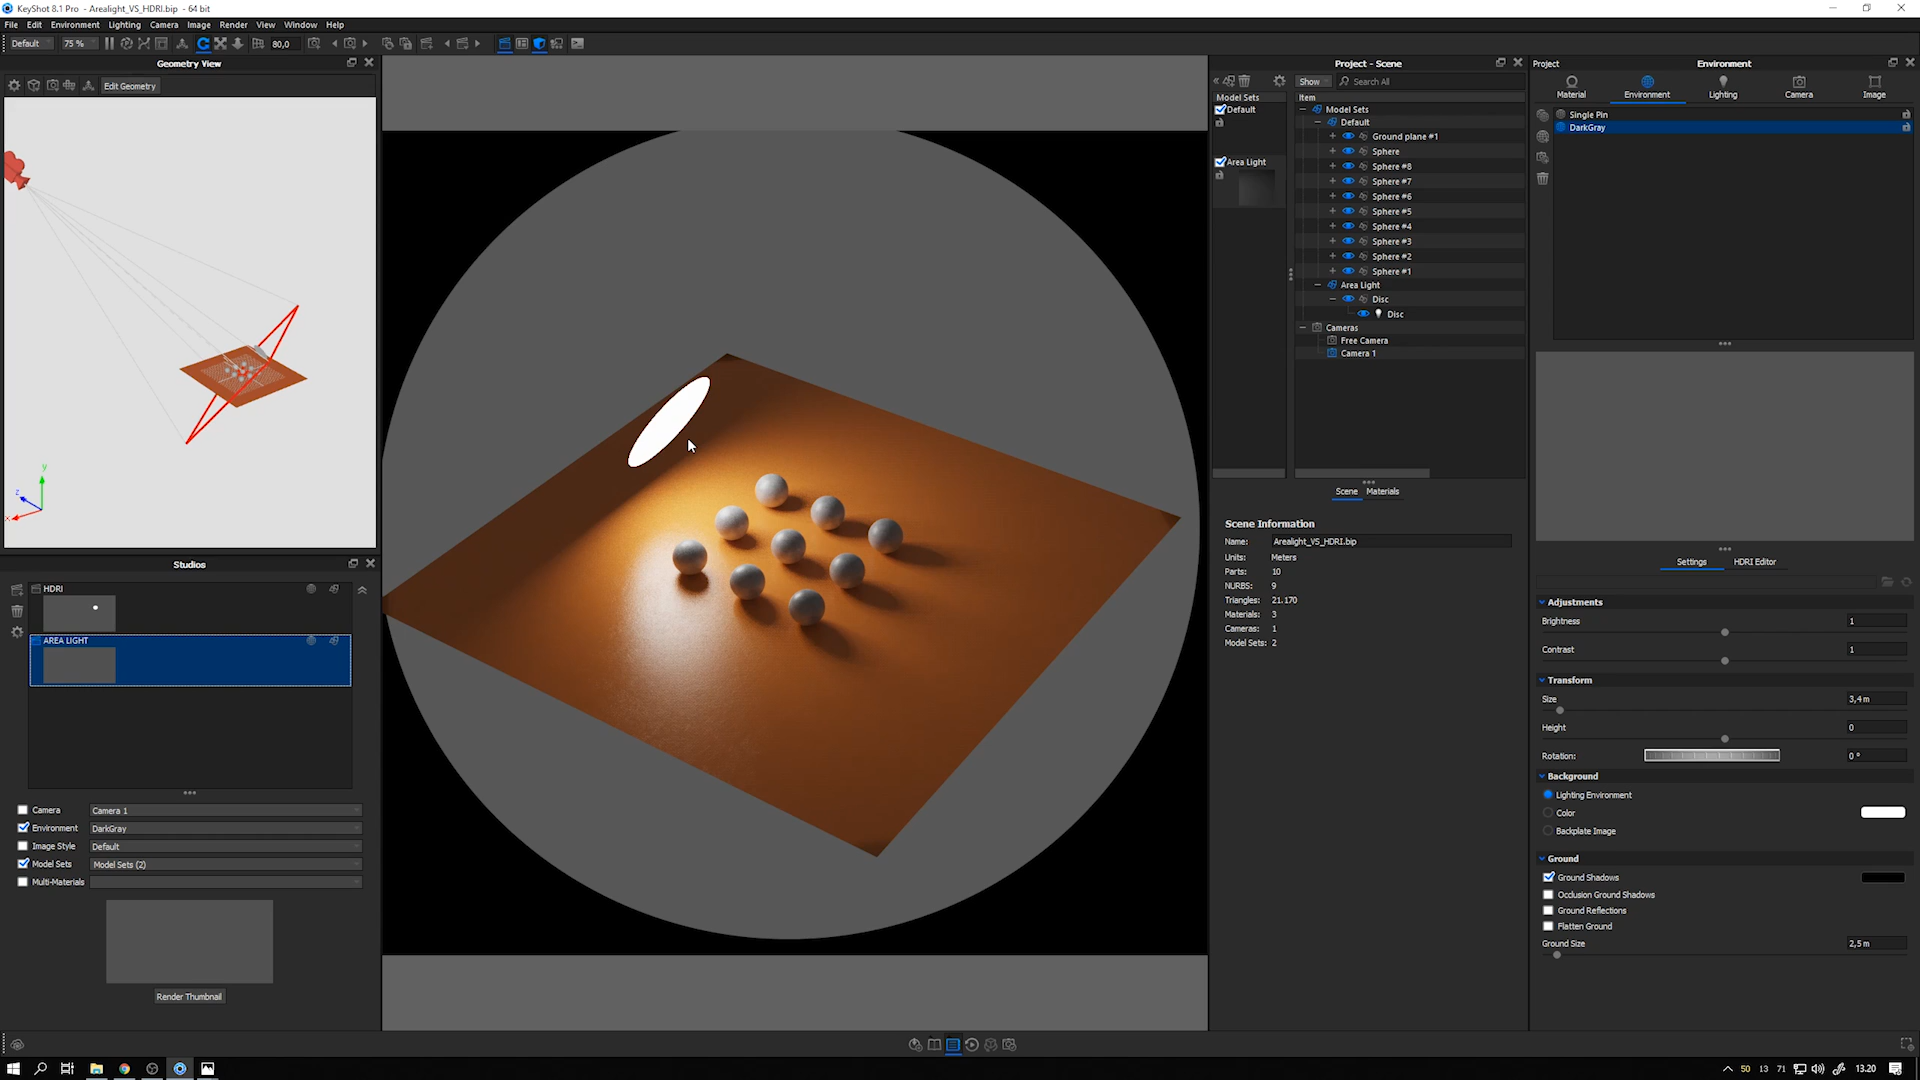 KeyShot 8.1 Pro - Arealight_VS_HDRI.bip - 64 bit
File Edit Environment Lighting Camera Image Render View Window Help
Default 75 % 80,0
Geometry View
Edit Geometry
y
z
x
Studios
HDRI
AREA LIGHT
Camera Camera 1
Environment DarkGray
Image Style Default
Model Sets Model Sets (2)
Multi-Materials
Render Thumbnail
Project - Scene
Show Search All
Model Sets
Default
Area Light
Item
Model Sets
Default
Ground plane #1
Sphere
Sphere #8
Sphere #7
Sphere #6
Sphere #5
Sphere #4
Sphere #3
Sphere #2
Sphere #1
Area Light
Disc
Disc
Cameras
Free Camera
Camera 1
Scene Materials
Scene Information
Name: Arealight_VS_HDRI.bip
Units: Meters
Parts: 10
NURBS: 9
Triangles: 21.170
Materials: 3
Cameras: 1
Model Sets: 2
Project Environment
Material Environment Lighting Camera Image
Single Pin
DarkGray
Settings HDRI Editor
Adjustments
Brightness 1
Contrast 1
Transform
Size 3,4 m
Height 0
Rotation: 0 °
Background
Lighting Environment
Color
Backplate Image
Ground
Ground Shadows
Occlusion Ground Shadows
Ground Reflections
Flatten Ground
Ground Size 2,5 m
50 13 71 13.20